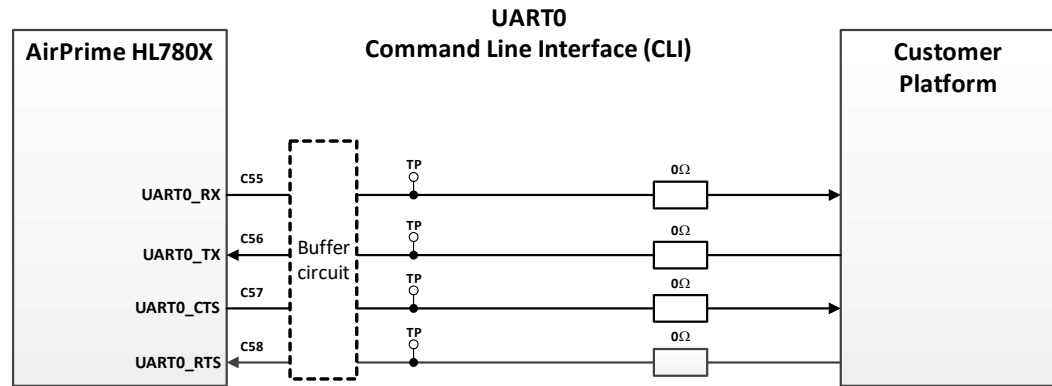 UART0
Command Line Interface (CLI)
AirPrime HL780X
Customer
Platform
UART0_RX
C55
TP
0Ω
UART0_TX
C56
TP
0Ω
Buffer
circuit
UART0_CTS
C57
TP
0Ω
UART0_RTS
C58
TP
0Ω